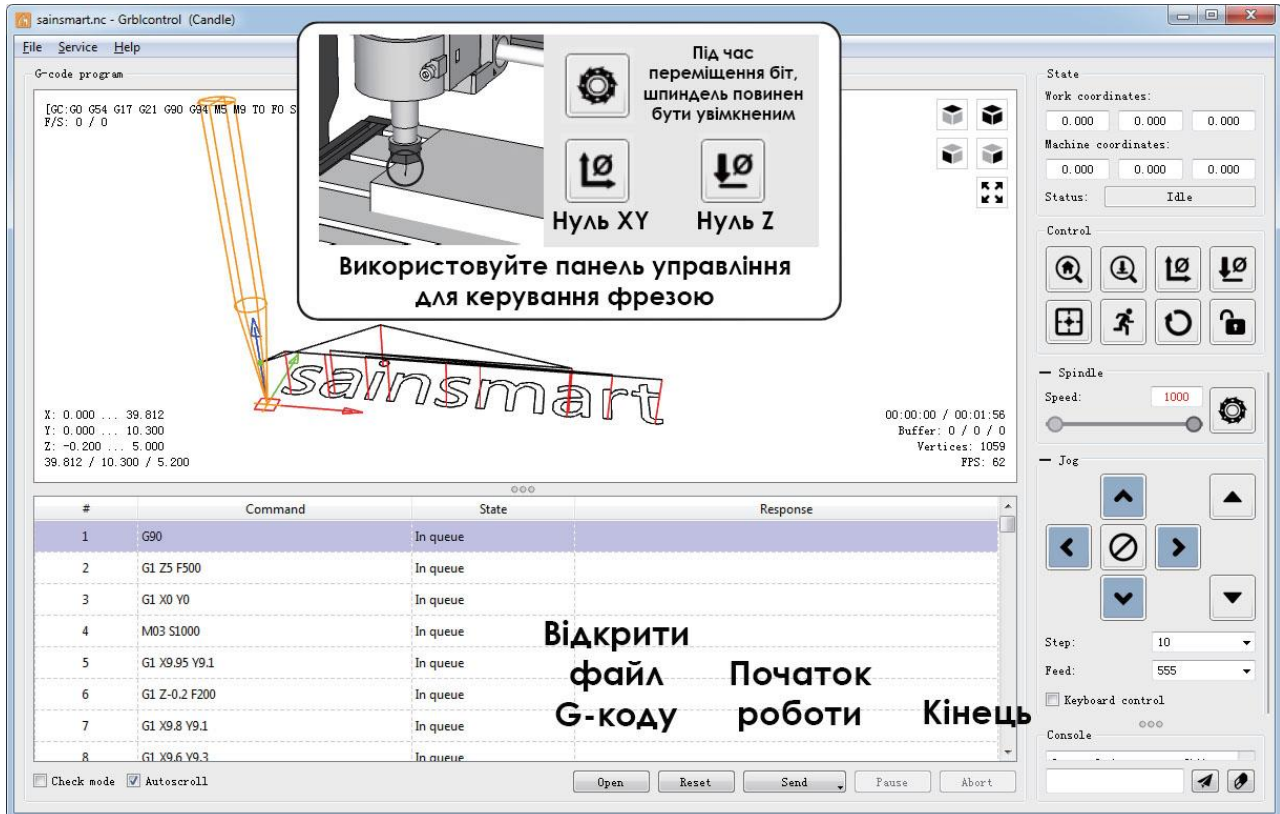 sainsmart.nc - Grblcontrol (Candle)
File Service Help
G-code program
[GC:G0 G54 G17 G21 G90 G94 M5 M9 T0 F0 S
F/S: 0 / 0
Під час
переміщення біт,
шпиндель повинен
бути увімкненим
Нуль XY Нуль Z
Використовуйте панель управління
для керування фрезою
sainsmart
X: 0.000 ... 39.812
Y: 0.000 ... 10.300
Z: -0.200 ... 5.000
39.812 / 10.300 / 5.200
00:00:00 / 00:01:56
Buffer: 0 / 0 / 0
Vertices: 1059
FPS: 62
# Command State Response
1 G90 In queue
2 G1 Z5 F500 In queue
3 G1 X0 Y0 In queue
4 M03 S1000 In queue
5 G1 X9.95 Y9.1 In queue
6 G1 Z-0.2 F200 In queue
7 G1 X9.8 Y9.1 In queue
8 G1 X9.6 Y9.3 In queue
Відкрити
файл
G-коду
Початок
роботи
Кінець
Check mode Autoscroll
Open Reset Send Pause Abort
State
Work coordinates:
0.000 0.000 0.000
Machine coordinates:
0.000 0.000 0.000
Status: Idle
Control
Spindle
Speed: 1000
Jog
Step: 10
Feed: 555
Keyboard control
Console